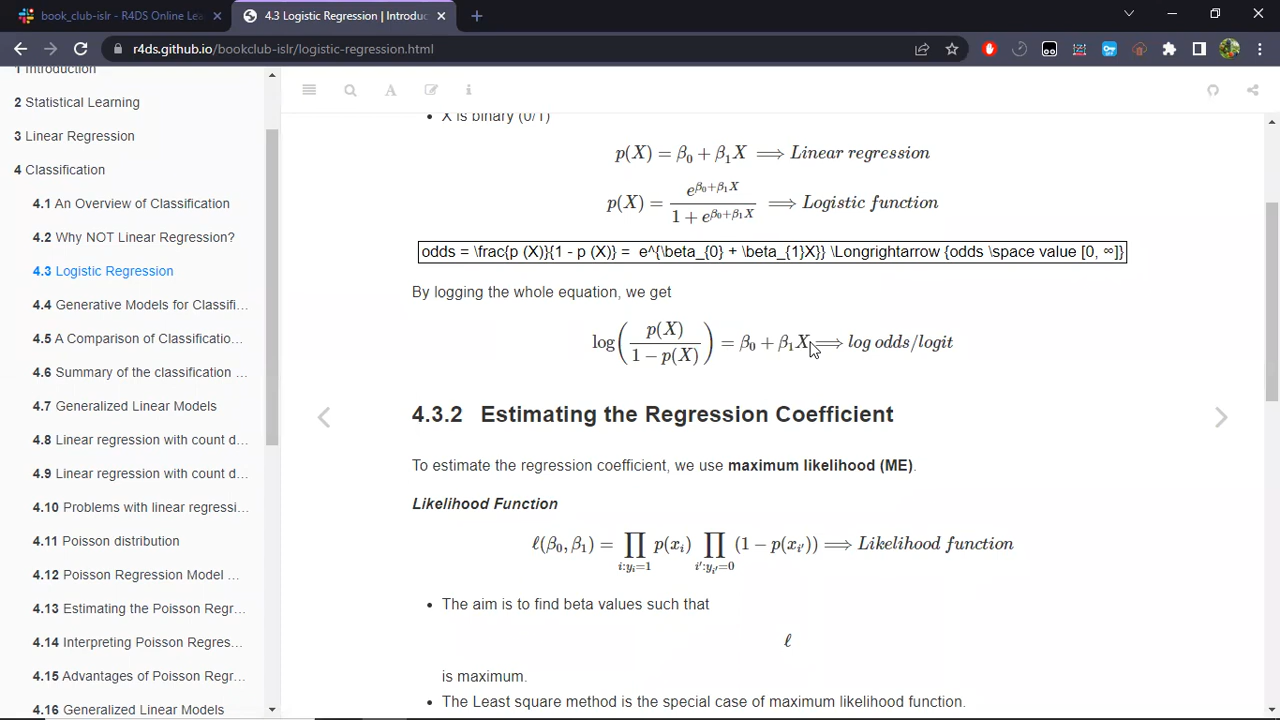 book_club-islr - R4DS Online Lea
4.3 Logistic Regression | Introduc
r4ds.github.io/bookclub-islr/logistic-regression.html
1 Introduction
2 Statistical Learning
3 Linear Regression
4 Classification
4.1 An Overview of Classification
4.2 Why NOT Linear Regression?
4.3 Logistic Regression
4.4 Generative Models for Classifi...
4.5 A Comparison of Classificatio...
4.6 Summary of the classification ...
4.7 Generalized Linear Models
4.8 Linear regression with count d...
4.9 Linear regression with count d...
4.10 Problems with linear regressi...
4.11 Poisson distribution
4.12 Poisson Regression Model ...
4.13 Estimating the Poisson Regr...
4.14 Interpreting Poisson Regres...
4.15 Advantages of Poisson Regr...
4.16 Generalized Linear Models
• X is binary (0/1)
p(X) = β₀ + β₁X ⟹ Linear regression
p(X) = e^{β₀+β₁X} / (1 + e^{β₀+β₁X}) ⟹ Logistic function
odds = \frac{p (X)}{1 - p (X)} = e^{\beta_{0} + \beta_{1}X}} \Longrightarrow {odds \space value [0, ∞]}
By logging the whole equation, we get
log( p(X) / (1 − p(X)) ) = β₀ + β₁X ⟹ log odds/logit
4.3.2 Estimating the Regression Coefficient
To estimate the regression coefficient, we use maximum likelihood (ME).
Likelihood Function
ℓ(β₀, β₁) = ∏_{i:y_i=1} p(x_i) ∏_{i′:y_{i′}=0} (1 − p(x_{i′})) ⟹ Likelihood function
• The aim is to find beta values such that
ℓ
is maximum.
• The Least square method is the special case of maximum likelihood function.